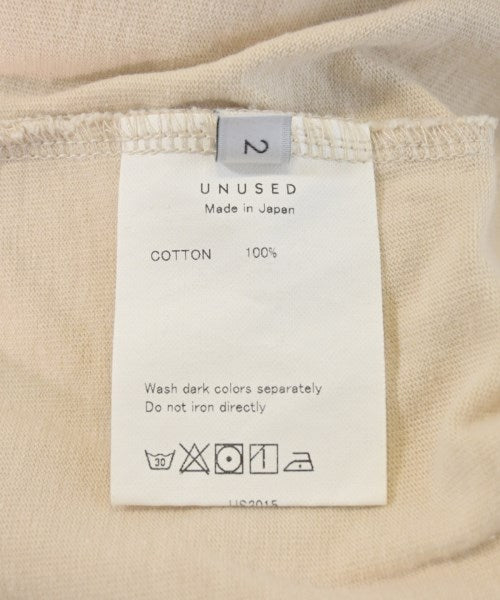 2
UNUSED
Made in Japan
COTTON 100%
Wash dark colors separately
Do not iron directly
30
US2015